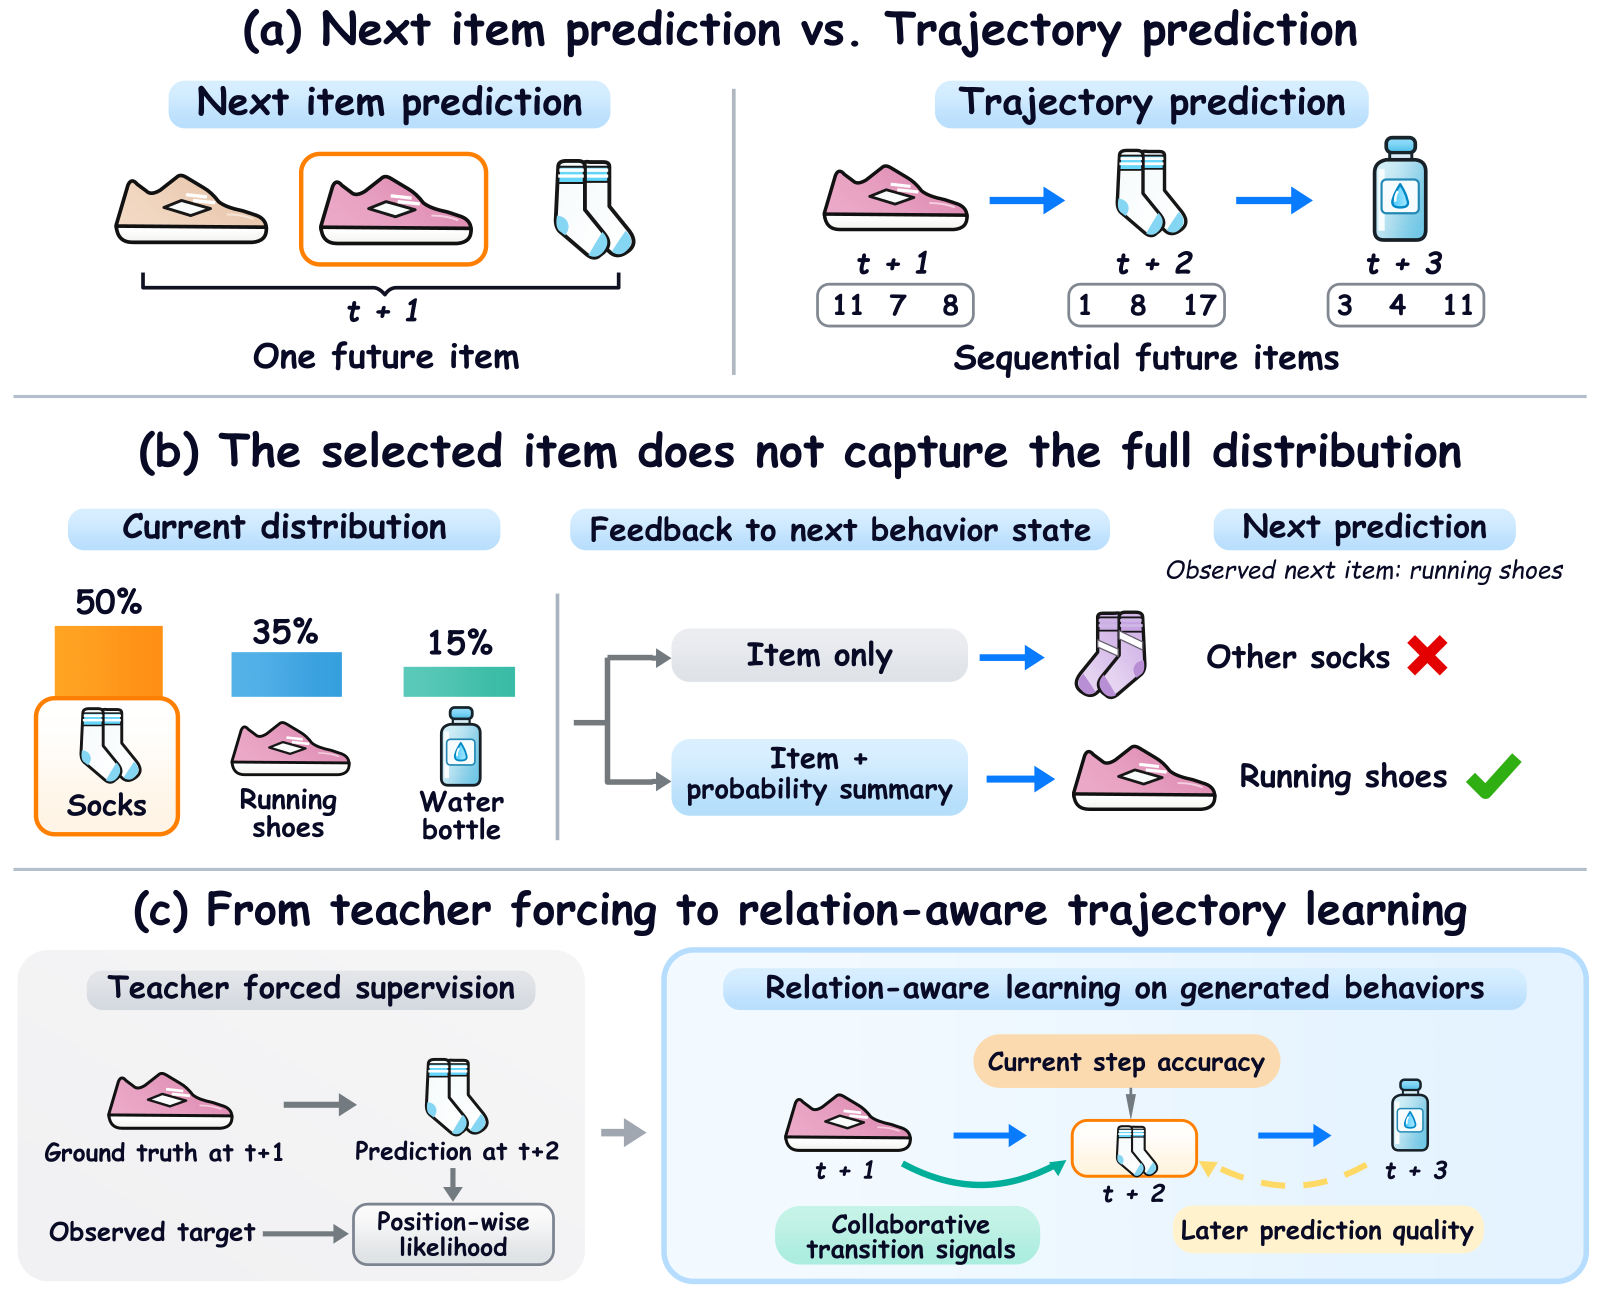 (a) Next item prediction vs. Trajectory prediction
Next item prediction
t + 1
One future item
Trajectory prediction
t + 1
t + 2
t + 3
11 7 8
1 8 17
3 4 11
Sequential future items
(b) The selected item does not capture the full distribution
Current distribution
50%
35%
15%
Socks
Running
shoes
Water
bottle
Feedback to next behavior state
Item only
Item +
probability summary
Next prediction
Observed next item: running shoes
Other socks
Running shoes
(c) From teacher forcing to relation-aware trajectory learning
Teacher forced supervision
Ground truth at t+1
Prediction at t+2
Observed target
Position-wise
likelihood
Relation-aware learning on generated behaviors
Current step accuracy
t + 1
t + 2
t + 3
Collaborative
transition signals
Later prediction quality